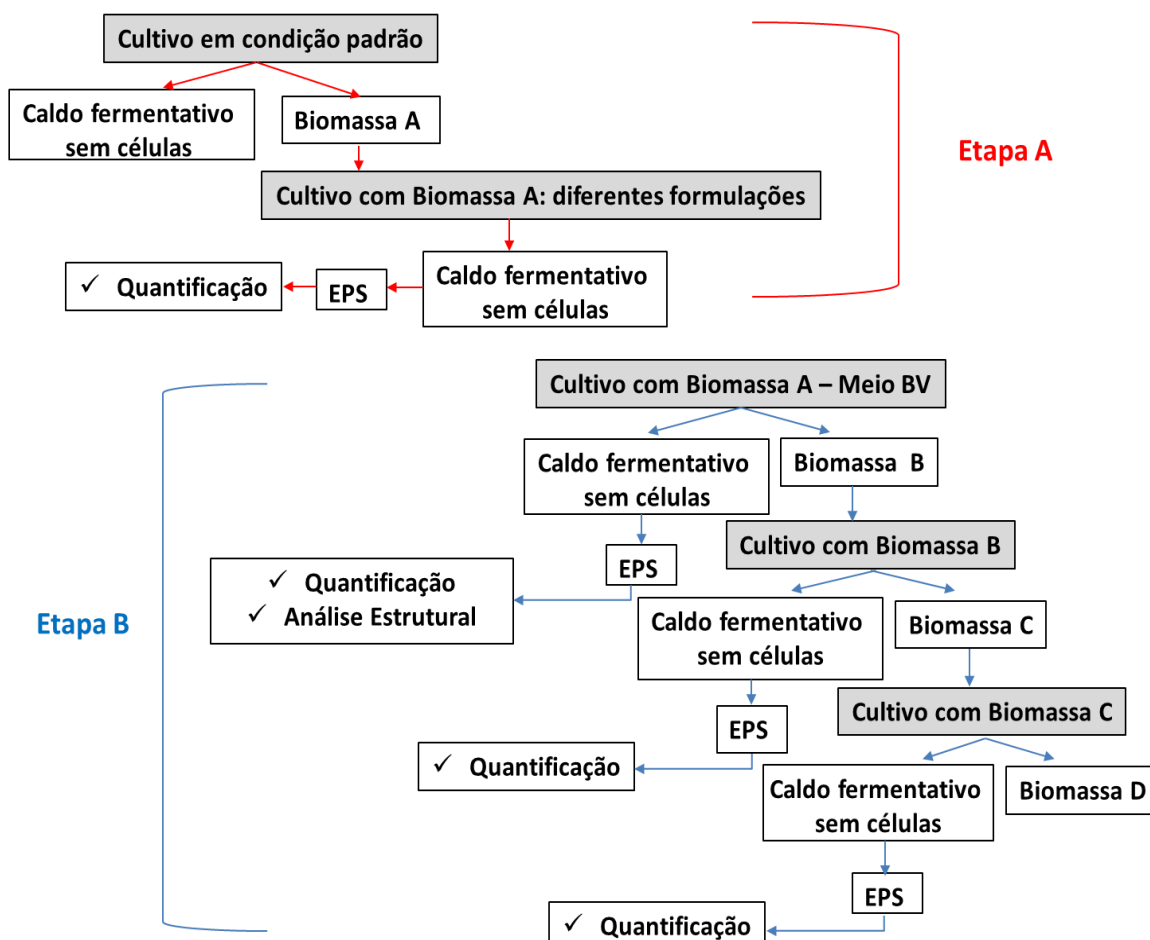 Cultivo em condição padrão
Caldo fermentativo
sem células
Biomassa A
Etapa A
Cultivo com Biomassa A: diferentes formulações
Caldo fermentativo
sem células
EPS
✓ Quantificação
Cultivo com Biomassa A – Meio BV
Caldo fermentativo
sem células
Biomassa B
Cultivo com Biomassa B
EPS
✓ Quantificação
✓ Análise Estrutural
Etapa B
Caldo fermentativo
sem células
Biomassa C
Cultivo com Biomassa C
EPS
✓ Quantificação
Caldo fermentativo
sem células
Biomassa D
EPS
✓ Quantificação